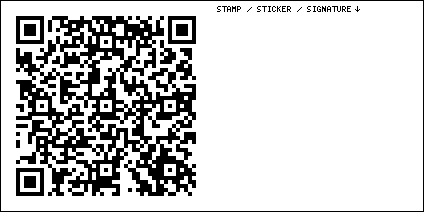 STAMP / STICKER / SIGNATURE ↓